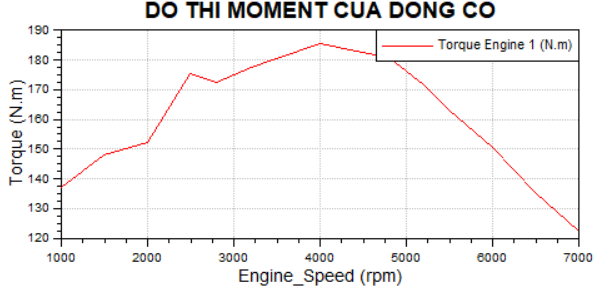 DO THI MOMENT CUA DONG CO
Torque Engine 1 (N.m)
Torque (N.m)
190
180
170
160
150
140
130
120
1000 2000 3000 4000 5000 6000 7000
Engine_Speed (rpm)